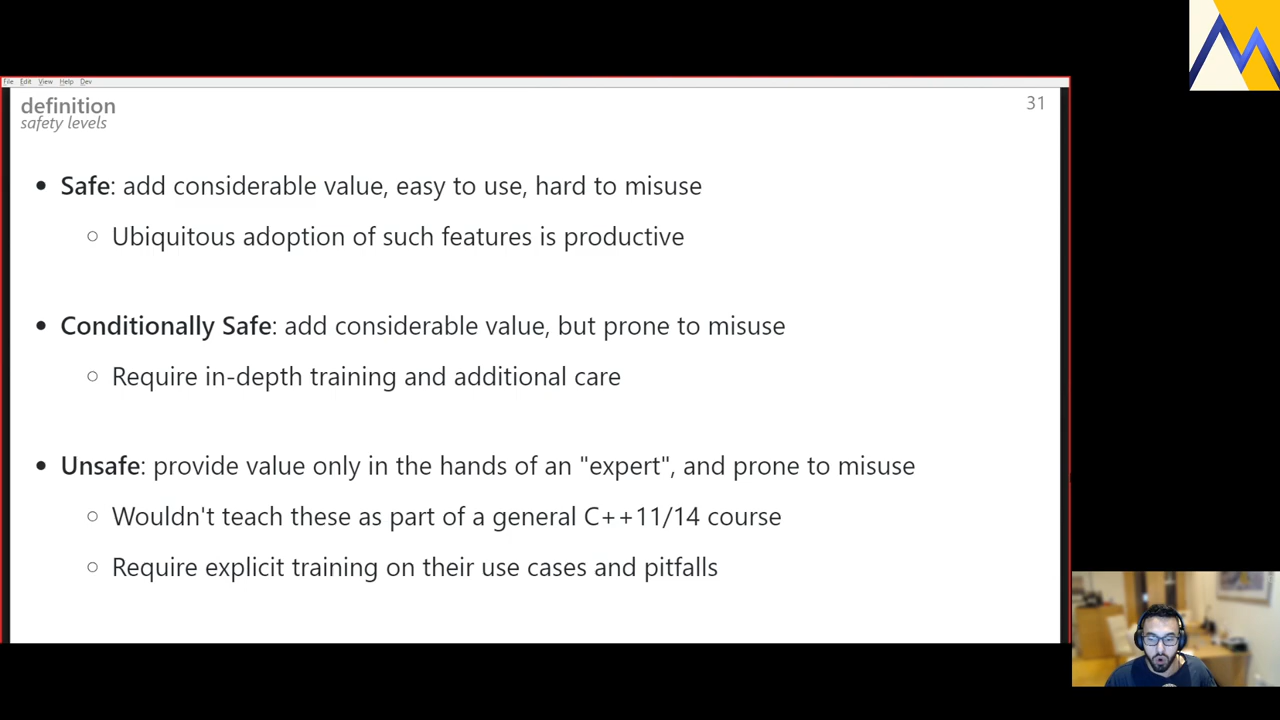 File Edit View Help Dev
definition
31
safety levels
• Safe: add considerable value, easy to use, hard to misuse
○ Ubiquitous adoption of such features is productive
• Conditionally Safe: add considerable value, but prone to misuse
○ Require in-depth training and additional care
• Unsafe: provide value only in the hands of an "expert", and prone to misuse
○ Wouldn't teach these as part of a general C++11/14 course
○ Require explicit training on their use cases and pitfalls